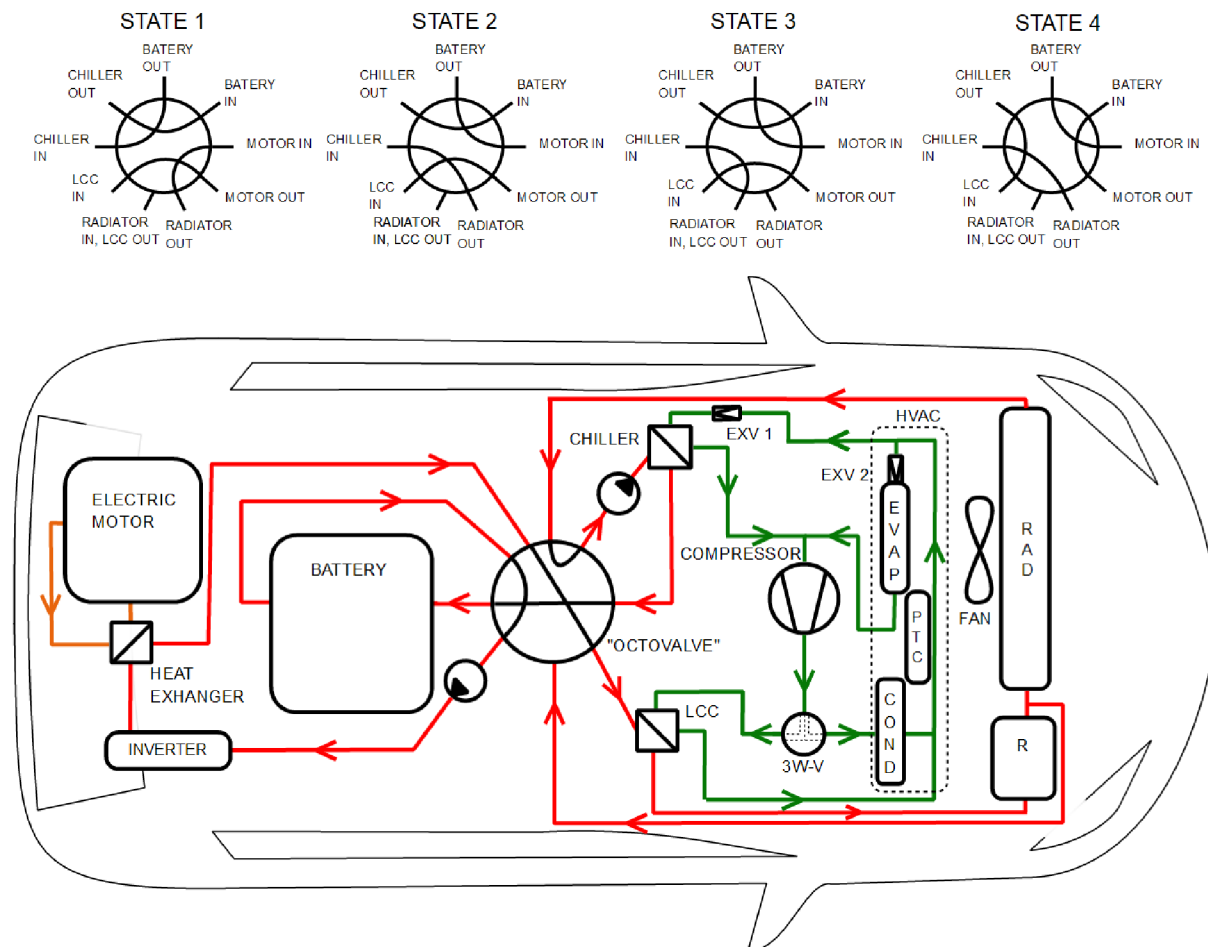 STATE 1
BATERY
OUT
CHILLER
OUT
BATERY
IN
CHILLER
IN
MOTOR IN
LCC
IN
MOTOR OUT
RADIATOR
IN, LCC OUT
RADIATOR
OUT
STATE 2
BATERY
OUT
CHILLER
OUT
BATERY
IN
CHILLER
IN
MOTOR IN
LCC
IN
MOTOR OUT
RADIATOR
IN, LCC OUT
RADIATOR
OUT
STATE 3
BATERY
OUT
CHILLER
OUT
BATERY
IN
CHILLER
IN
MOTOR IN
LCC
IN
MOTOR OUT
RADIATOR
IN, LCC OUT
RADIATOR
OUT
STATE 4
BATERY
OUT
CHILLER
OUT
BATERY
IN
CHILLER
IN
MOTOR IN
LCC
IN
MOTOR OUT
RADIATOR
IN, LCC OUT
RADIATOR
OUT
HVAC
CHILLER
EXV 1
EXV 2
ELECTRIC
MOTOR
EVAP
RAD
COMPRESSOR
BATTERY
FAN
PTC
"OCTOVALVE"
HEAT
EXHANGER
LCC
COND
INVERTER
3W-V
R